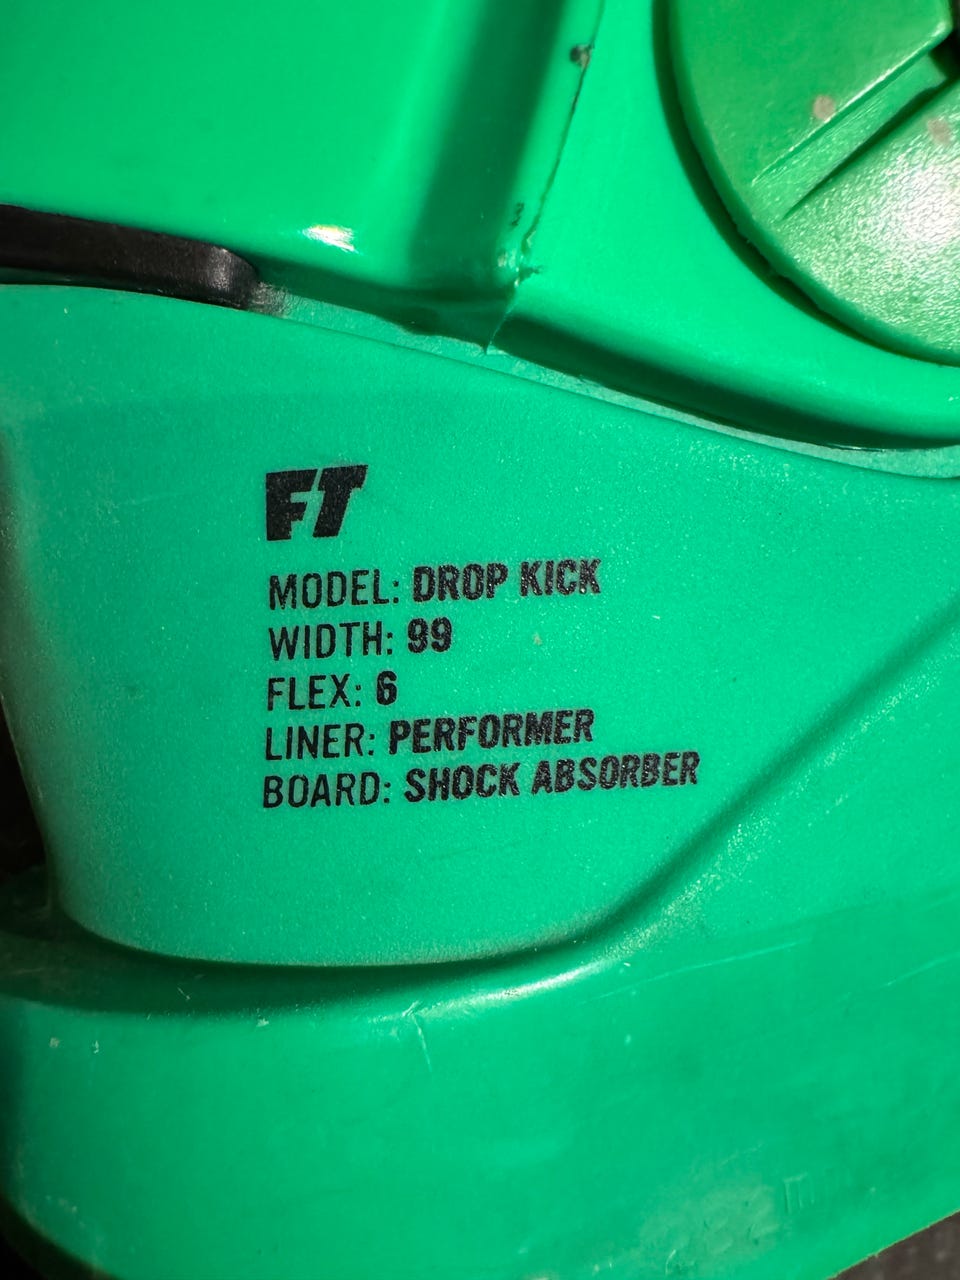 FT
MODEL: DROP KICK
WIDTH: 99
FLEX: 6
LINER: PERFORMER
BOARD: SHOCK ABSORBER